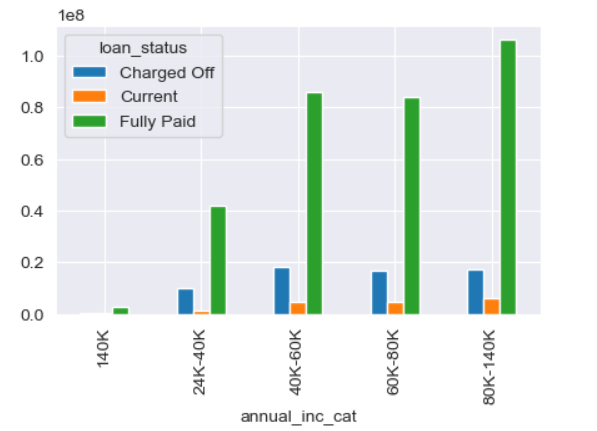 1e8
loan_status
Charged Off
Current
Fully Paid
1.0
0.8
0.6
0.4
0.2
0.0
140K
24K-40K
40K-60K
60K-80K
80K-140K
annual_inc_cat